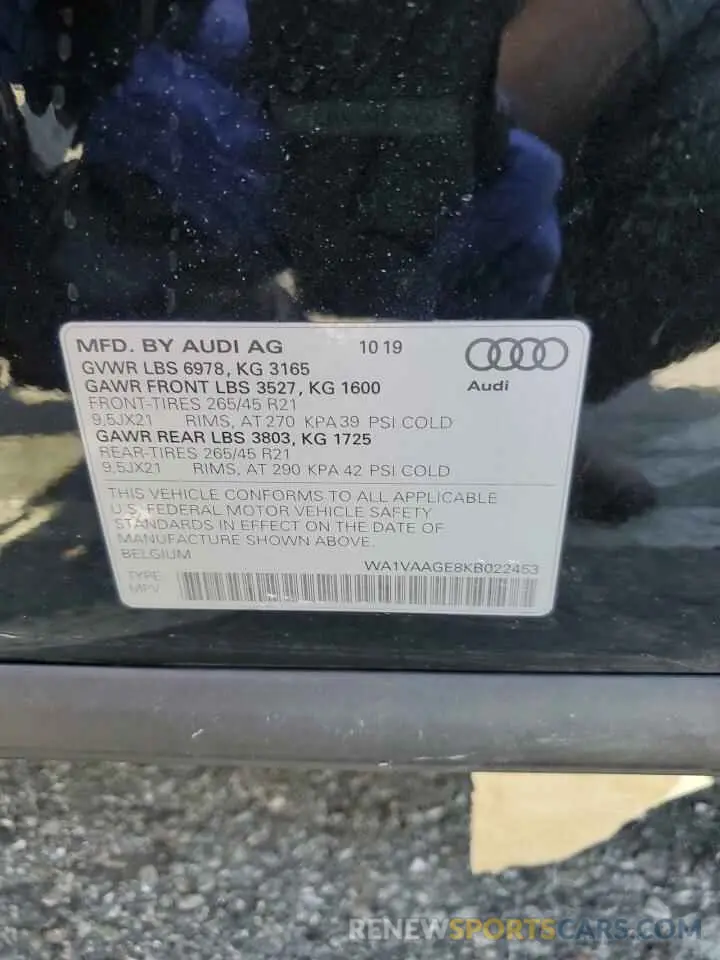 MFD. BY AUDI AG 10 19
GVWR LBS 6978, KG 3165
GAWR FRONT LBS 3527, KG 1600
Audi
FRONT-TIRES 265/45 R21
9,5JX21 RIMS, AT 270 KPA 39 PSI COLD
GAWR REAR LBS 3803, KG 1725
REAR-TIRES 265/45 R21
9,5JX21 RIMS, AT 290 KPA 42 PSI COLD
THIS VEHICLE CONFORMS TO ALL APPLICABLE
U.S. FEDERAL MOTOR VEHICLE SAFETY
STANDARDS IN EFFECT ON THE DATE OF
MANUFACTURE SHOWN ABOVE.
BELGIUM
WA1VAAGE8KB022453
TYPE:
MPV
RENEWSPORTSCARS.COM